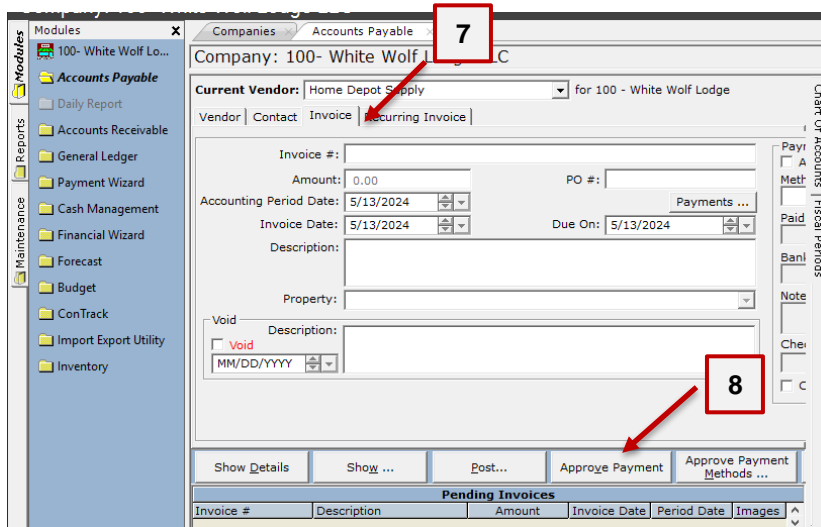 Modules x
Companies
Accounts Payable
7
Modules
100- White Wolf Lo...
Company: 100- White Wolf
LC
Accounts Payable
Current Vendor: Home Depot Supply for 100 - White Wolf Lodge
Daily Report
Vendor Contact Invoice Recurring Invoice
Chart Of Accounts Fiscal Periods
Reports
Accounts Receivable
General Ledger
Invoice #:
Payment Wizard
Amount: 0.00 PO #:
Meth
Cash Management
Accounting Period Date: 5/13/2024 Payments ...
Maintenance
Financial Wizard
Invoice Date: 5/13/2024 Due On: 5/13/2024
Paid
Forecast
Description:
Bank
Budget
Property:
Note
ConTrack
Void
Description:
Import Export Utility
Void
Inventory
MM/DD/YYYY
8
Show Details
Show ...
Post...
Approve Payment
Approve Payment
Methods ...
Pending Invoices
Invoice # Description Amount Invoice Date Period Date Images